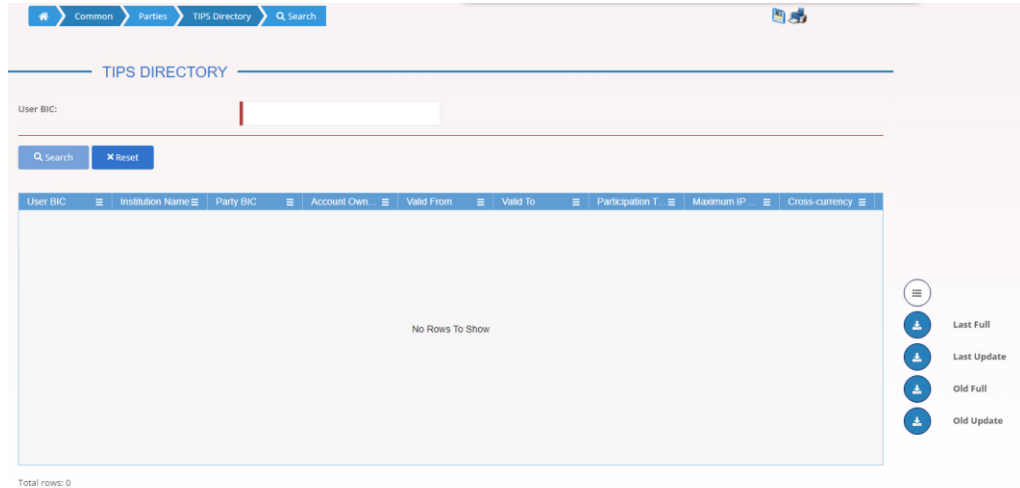 Common Parties TIPS Directory Search
TIPS DIRECTORY
User BIC:
Search Reset
User BIC Institution Name Party BIC Account Own... Valid From Valid To Participation T... Maximum IP ... Cross-currency
No Rows To Show
Last Full
Last Update
Old Full
Old Update
Total rows: 0